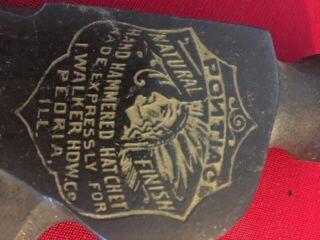 PONTIAC
NATURAL
FINISH
HAND HAMMERED HATCHET
MADE EXPRESSLY FOR
I. WALKER HDW. Co.
PEORIA,
ILL.